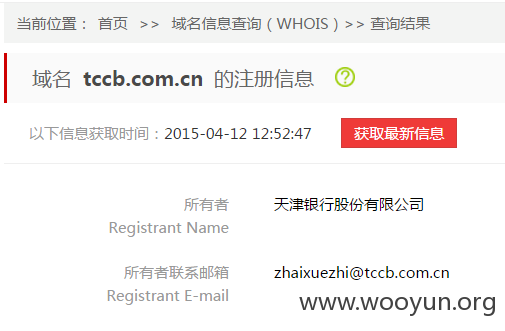 当前位置： 首页 >> 域名信息查询（WHOIS）>> 查询结果
域名 tccb.com.cn 的注册信息 ?
以下信息获取时间：2015-04-12 12:52:47 获取最新信息
所有者 天津银行股份有限公司
Registrant Name
所有者联系邮箱 zhaixuezhi@tccb.com.cn
Registrant E-mail
www.wooyun.org